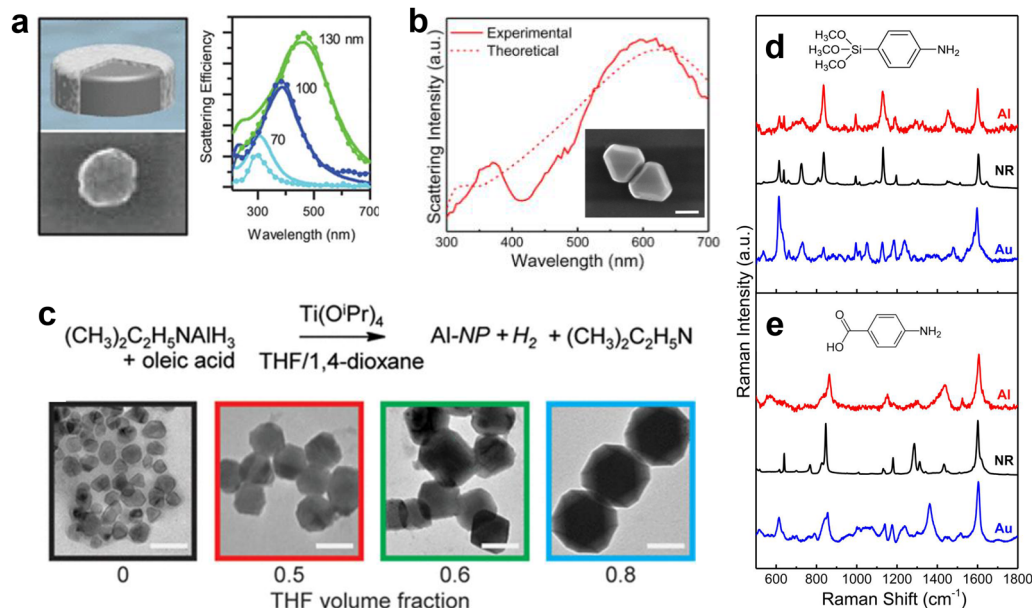 a
Scattering Efficiency
130 nm
100
70
300
500
700
Wavelength (nm)
b
Scattering Intensity (a.u.)
Experimental
Theoretical
300
400
500
600
700
Wavelength (nm)
c
(CH₃)₂C₂H₅NAlH₃
+ oleic acid
Ti(OⁱPr)₄
THF/1,4-dioxane
Al-NP + H₂ + (CH₃)₂C₂H₅N
0
0.5
0.6
0.8
THF volume fraction
Raman Intensity (a.u.)
d
H₃CO
H₃CO
H₃CO
Si
NH₂
Al
NR
Au
e
O
HO
NH₂
Al
NR
Au
600
800
1000
1200
1400
1600
1800
Raman Shift (cm⁻¹)